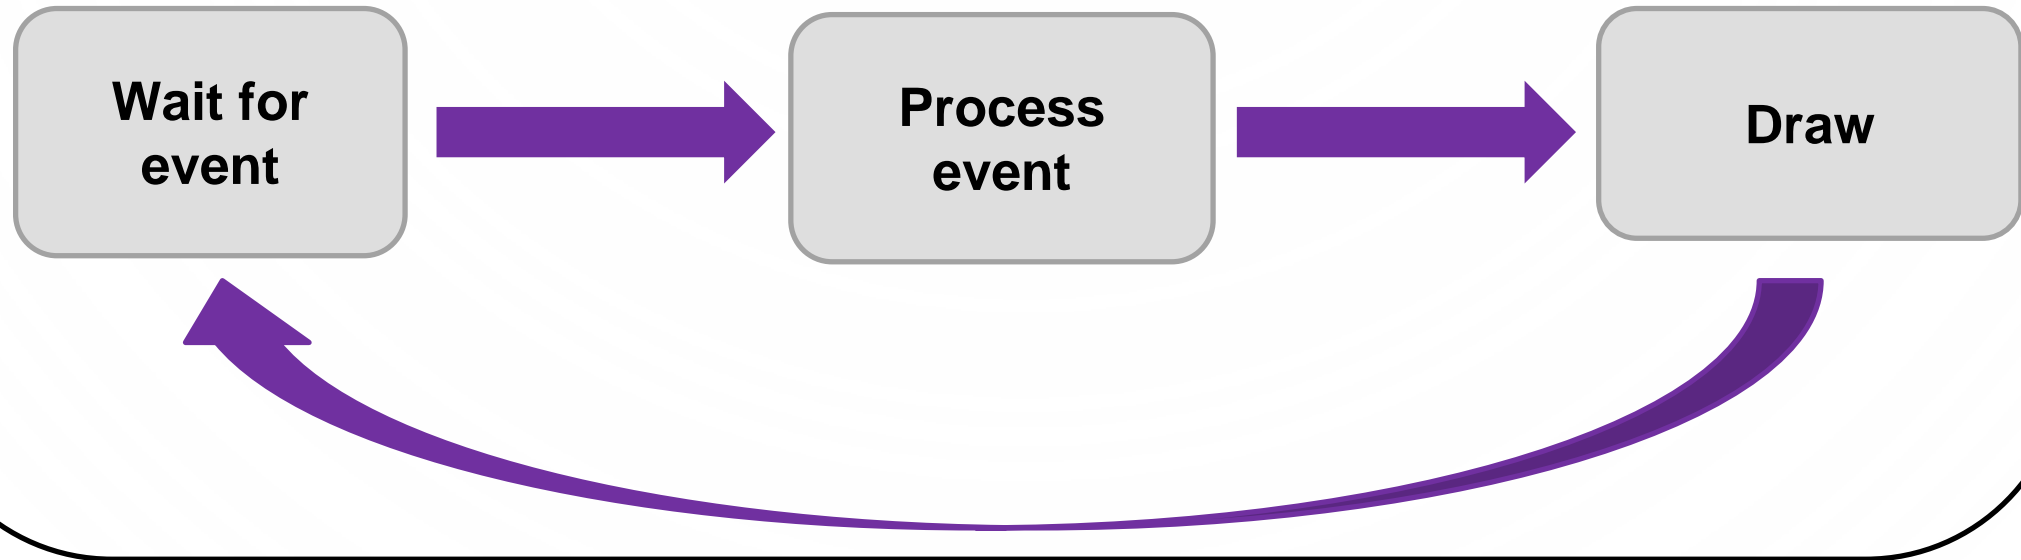 Wait for
event
Process
event
Draw